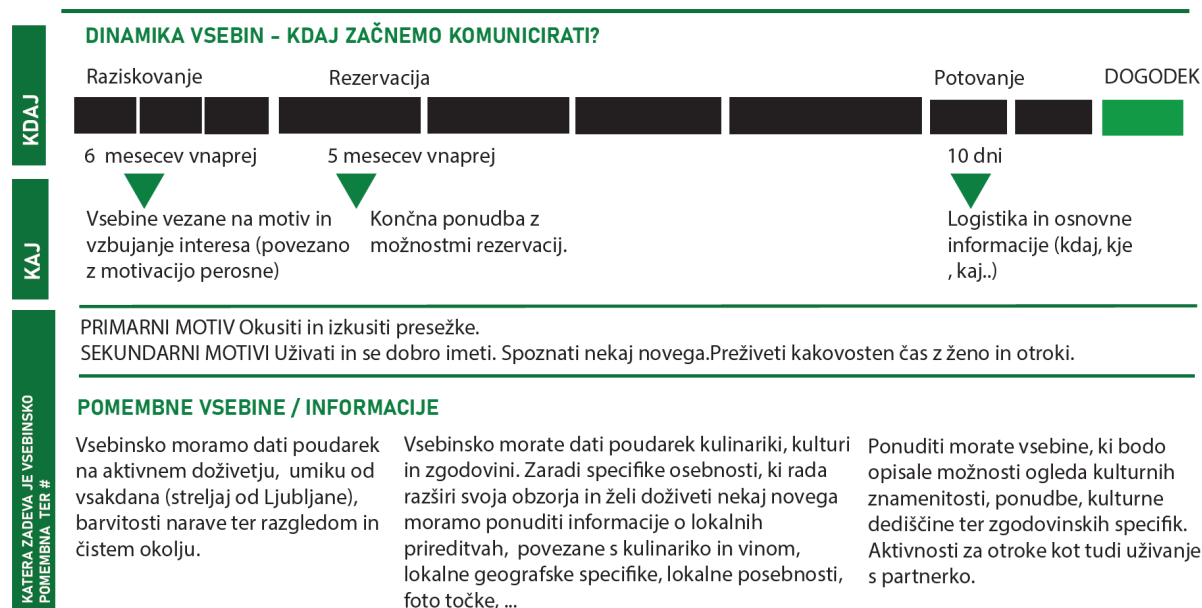 DINAMIKA VSEBIN - KDAJ ZAČNEMO KOMUNICIRATI?
KDAJ
Raziskovanje
Rezervacija
Potovanje
DOGODEK
6 mesecev vnaprej
5 mesecev vnaprej
10 dni
KAJ
Vsebine vezane na motiv in
vzbujanje interesa (povezano
z motivacijo perosne)
Končna ponudba z
možnostmi rezervacij.
Logistika in osnovne
informacije (kdaj, kje
, kaj..)
PRIMARNI MOTIV Okusiti in izkusiti presežke.
SEKUNDARNI MOTIVI Uživati in se dobro imeti. Spoznati nekaj novega.Preživeti kakovosten čas z ženo in otroki.
KATERA ZADEVA JE VSEBINSKO
POMEMBNA TER #
POMEMBNE VSEBINE / INFORMACIJE
Vsebinsko moramo dati poudarek
na aktivnem doživetju, umiku od
vsakdana (streljaj od Ljubljane),
barvitosti narave ter razgledom in
čistem okolju.
Vsebinsko morate dati poudarek kulinariki, kulturi
in zgodovini. Zaradi specifike osebnosti, ki rada
razširi svoja obzorja in želi doživeti nekaj novega
moramo ponuditi informacije o lokalnih
prireditvah, povezane s kulinariko in vinom,
lokalne geografske specifike, lokalne posebnosti,
foto točke, ...
Ponuditi morate vsebine, ki bodo
opisale možnosti ogleda kulturnih
znamenitosti, ponudbe, kulturne
dediščine ter zgodovinskih specifik.
Aktivnosti za otroke kot tudi uživanje
s partnerko.